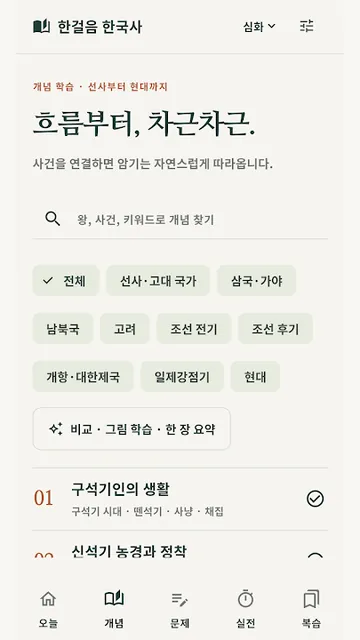 한걸음 한국사
심화
개념 학습 · 선사부터 현대까지
흐름부터, 차근차근.
사건을 연결하면 암기는 자연스럽게 따라옵니다.
왕, 사건, 키워드로 개념 찾기
전체 선사·고대 국가 삼국·가야
남북국 고려 조선 전기 조선 후기
개항·대한제국 일제강점기 현대
비교 · 그림 학습 · 한 장 요약
01 구석기인의 생활
구석기 시대 · 뗀석기 · 사냥 · 채집
02 신석기 농경과 정착
오늘 개념 문제 실전 복습